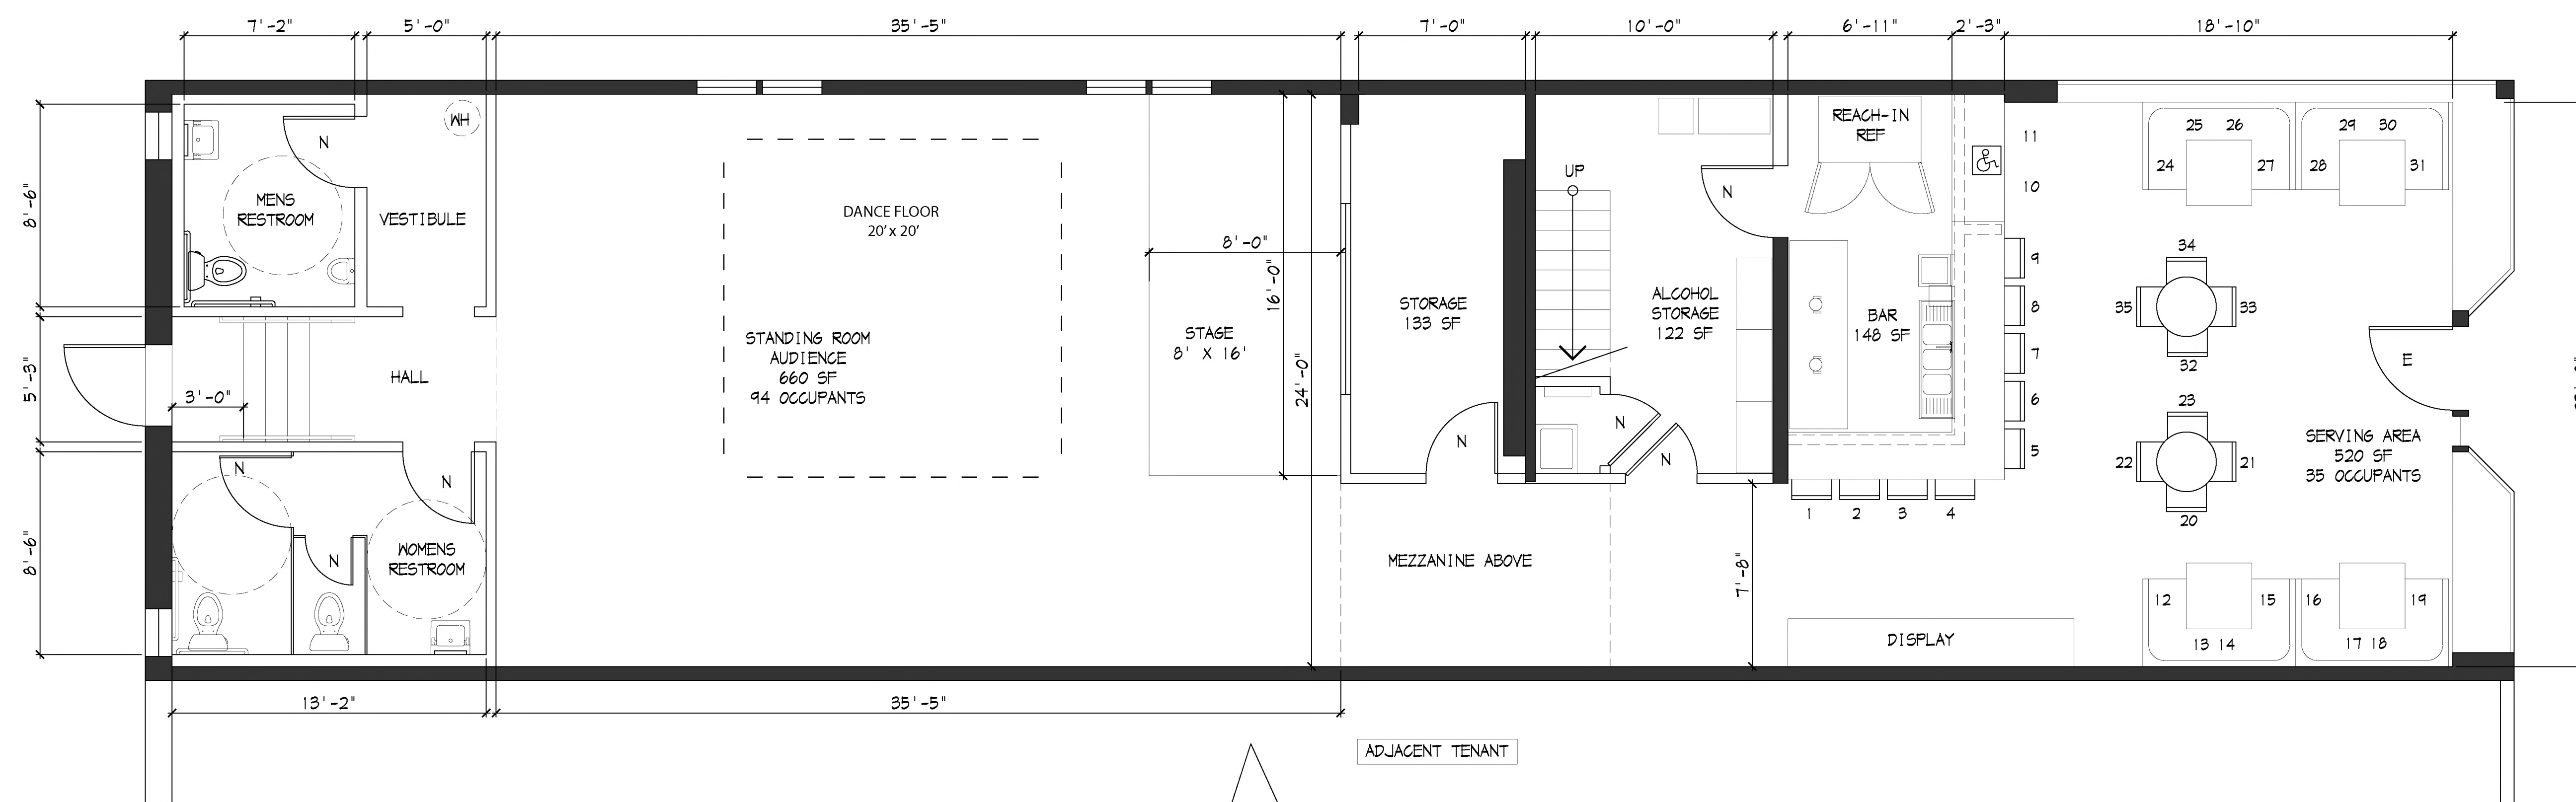 7'-2"
5'-0"
35'-5"
7'-0"
10'-0"
6'-11"
2'-3"
18'-10"
8'-6"
5'-3"
8'-6"
N
WH
MENS
RESTROOM
VESTIBULE
HALL
3'-0"
N
N
N
WOMENS
RESTROOM
DANCE FLOOR
20' x 20'
STANDING ROOM
AUDIENCE
660 SF
94 OCCUPANTS
8'-0"
16'-0"
24'-0"
STAGE
8' X 16'
STORAGE
133 SF
N
UP
N
ALCOHOL
STORAGE
122 SF
N
N
MEZZANINE ABOVE
7'-8"
REACH-IN
REF
BAR
148 SF
11
10
9
8
7
6
5
1 2 3 4
DISPLAY
25 26
24 27
29 30
28 31
34
35 33
32
23
22 21
20
E
SERVING AREA
520 SF
35 OCCUPANTS
12 15
13 14
16 19
17 18
13'-2"
35'-5"
ADJACENT TENANT